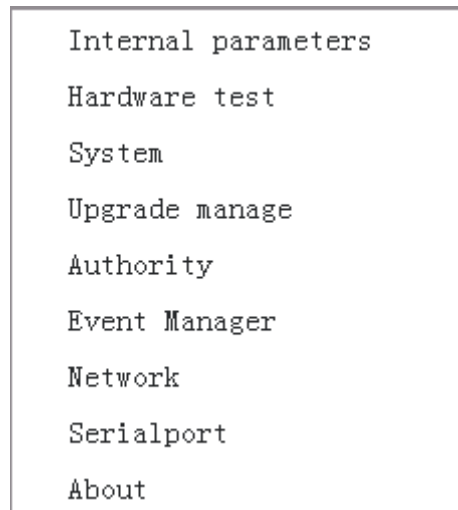 Internal parameters
Hardware test
System
Upgrade manage
Authority
Event Manager
Network
Serialport
About